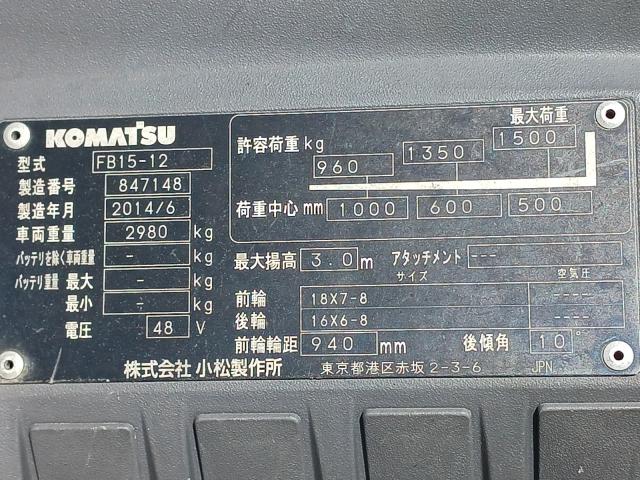 KOMATSU
型式 FB15-12
製造番号 847148
製造年月 2014/6
車両重量 2980 kg
バッテリを除く車両重量 - kg
バッテリ重量 最大 - kg
最小 - kg
電圧 48 V
最大荷重
許容荷重 kg 960 1350 1500
荷重中心 mm 1000 600 500
最大揚高 3.0 m アタッチメント ---
サイズ 空気圧
前輪 18X7-8 ----
後輪 16X6-8 ----
前輪輪距 940 mm 後傾角 10°
株式会社 小松製作所 東京都港区赤坂2-3-6 JPN